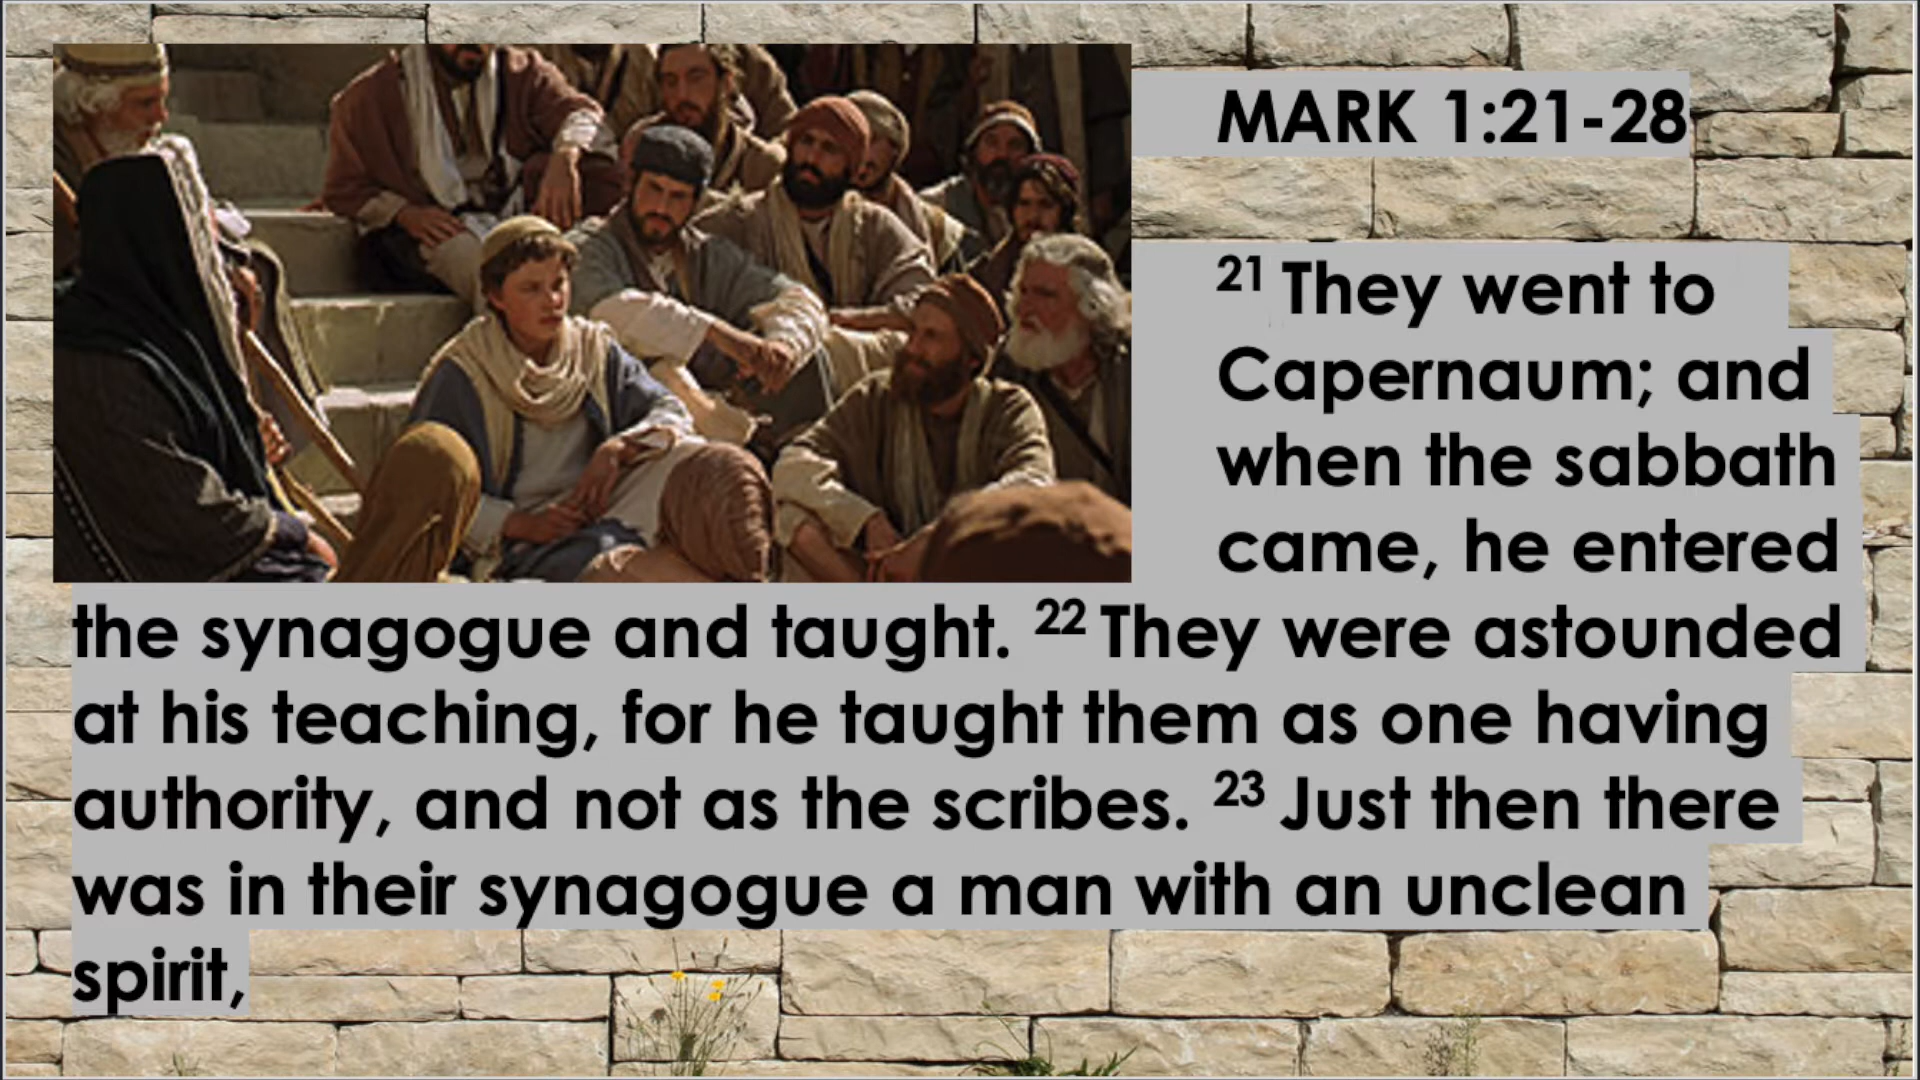 MARK 1:21-28
21 They went to
Capernaum; and
when the sabbath
came, he entered
the synagogue and taught. 22 They were astounded
at his teaching, for he taught them as one having
authority, and not as the scribes. 23 Just then there
was in their synagogue a man with an unclean
spirit,